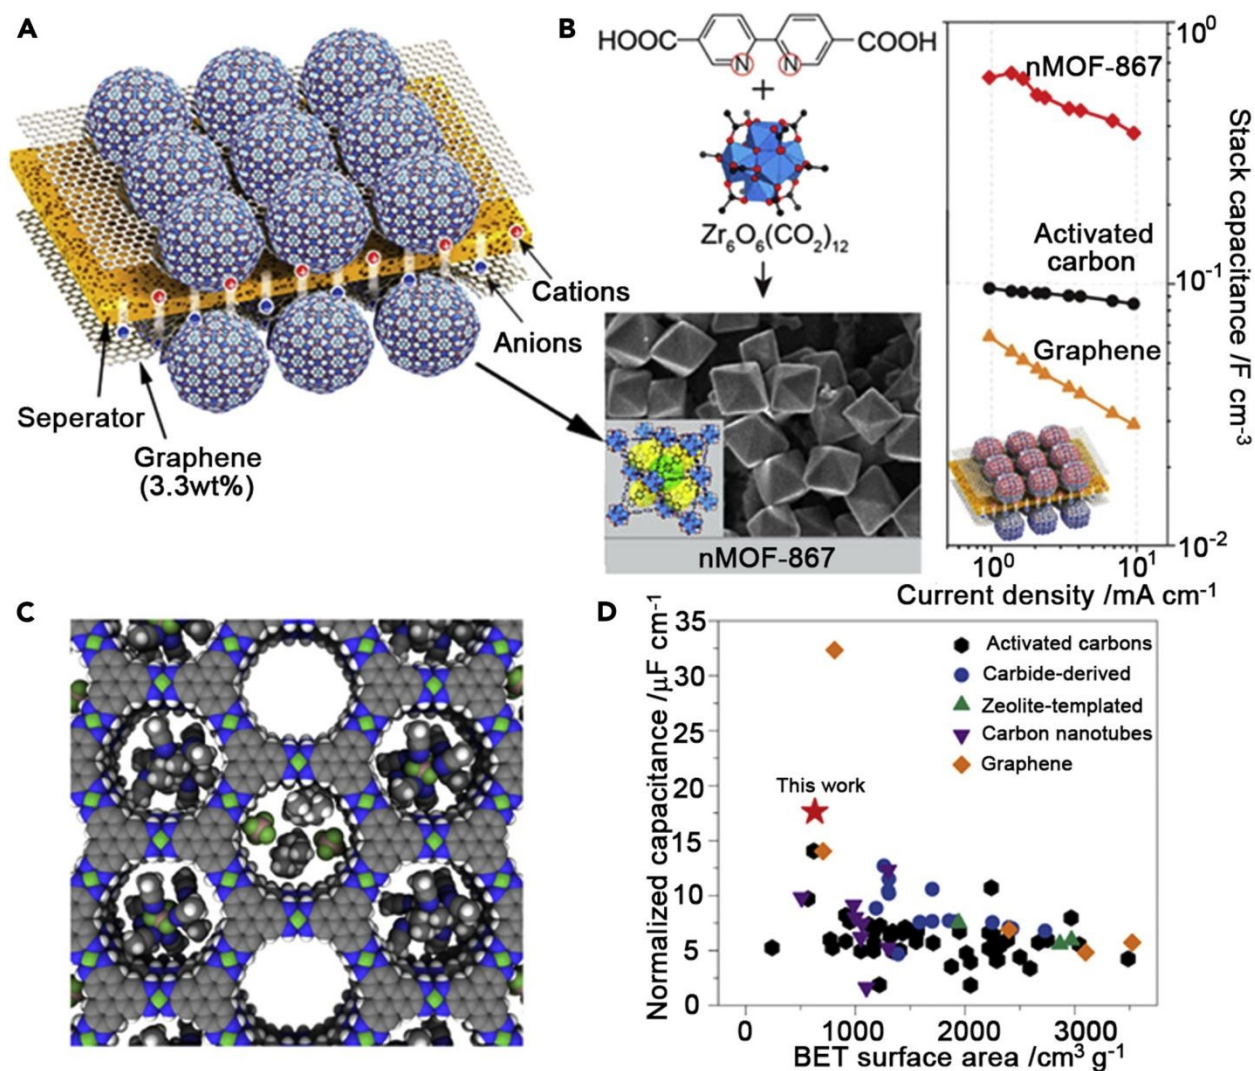 A
Cations
Anions
Seperator
Graphene
(3.3wt%)
B
HOOC
COOH
N
N
+
Zr6O6(CO2)12
nMOF-867
nMOF-867
Activated
carbon
Graphene
10^0
10^-1
10^-2
Stack capacitance /F cm^-3
10^0
10^1
Current density /mA cm^-1
C
D
35
30
25
20
15
10
5
0
Normalized capacitance /µF cm^-1
Activated carbons
Carbide-derived
Zeolite-templated
Carbon nanotubes
Graphene
This work
0
1000
2000
3000
BET surface area /cm^3 g^-1